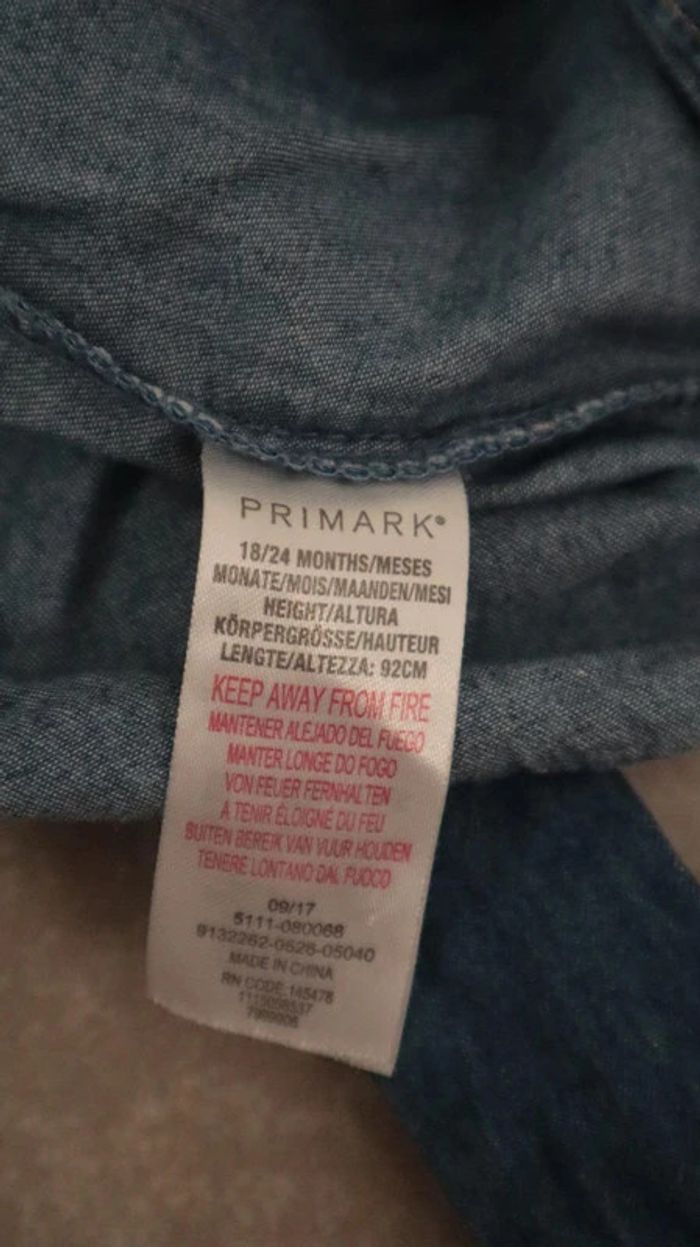 PRIMARK®
18/24 MONTHS/MESES
MONATE/MOIS/MAANDEN/MESI
HEIGHT/ALTURA
KÖRPERGRÖSSE/HAUTEUR
LENGTE/ALTEZZA: 92CM
KEEP AWAY FROM FIRE
MANTENER ALEJADO DEL FUEGO
MANTER LONGE DO FOGO
VON FEUER FERNHALTEN
À TENIR ÉLOIGNÉ DU FEU
BUITEN BEREIK VAN VUUR HOUDEN
TENERE LONTANO DAL FUOCO
09/17
5111-080068
9132262-0526-05040
MADE IN CHINA
RN CODE:145478